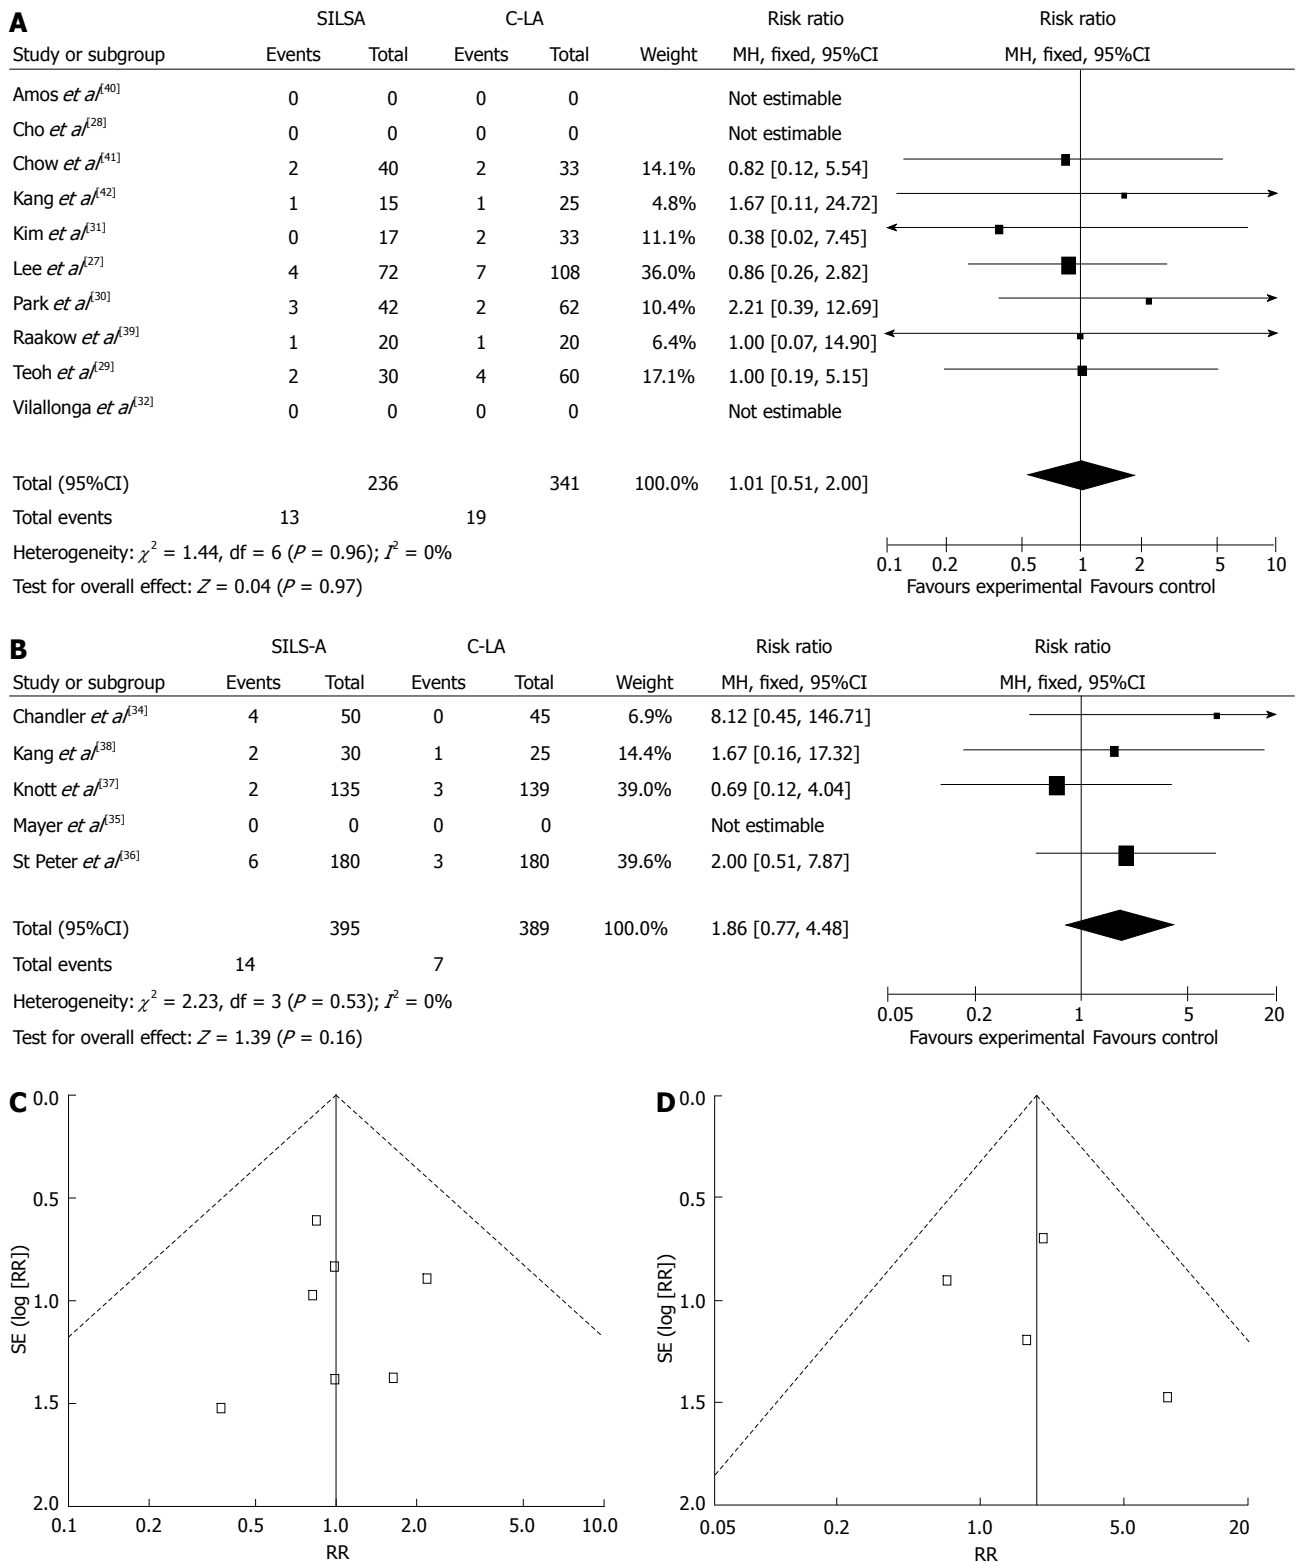 A
SILSA C-LA Risk ratio Risk ratio
Study or subgroup Events Total Events Total Weight MH, fixed, 95%CI MH, fixed, 95%CI
Amos et al[40] 0 0 0 0 Not estimable
Cho et al[28] 0 0 0 0 Not estimable
Chow et al[41] 2 40 2 33 14.1% 0.82 [0.12, 5.54]
Kang et al[42] 1 15 1 25 4.8% 1.67 [0.11, 24.72]
Kim et al[31] 0 17 2 33 11.1% 0.38 [0.02, 7.45]
Lee et al[27] 4 72 7 108 36.0% 0.86 [0.26, 2.82]
Park et al[30] 3 42 2 62 10.4% 2.21 [0.39, 12.69]
Raakow et al[39] 1 20 1 20 6.4% 1.00 [0.07, 14.90]
Teoh et al[29] 2 30 4 60 17.1% 1.00 [0.19, 5.15]
Vilallonga et al[32] 0 0 0 0 Not estimable
Total (95%CI) 236 341 100.0% 1.01 [0.51, 2.00]
Total events 13 19
Heterogeneity: χ2 = 1.44, df = 6 (P = 0.96); I2 = 0%
Test for overall effect: Z = 0.04 (P = 0.97)
0.1 0.2 0.5 1 2 5 10
Favours experimental Favours control
B
SILS-A C-LA Risk ratio Risk ratio
Study or subgroup Events Total Events Total Weight MH, fixed, 95%CI MH, fixed, 95%CI
Chandler et al[34] 4 50 0 45 6.9% 8.12 [0.45, 146.71]
Kang et al[38] 2 30 1 25 14.4% 1.67 [0.16, 17.32]
Knott et al[37] 2 135 3 139 39.0% 0.69 [0.12, 4.04]
Mayer et al[35] 0 0 0 0 Not estimable
St Peter et al[36] 6 180 3 180 39.6% 2.00 [0.51, 7.87]
Total (95%CI) 395 389 100.0% 1.86 [0.77, 4.48]
Total events 14 7
Heterogeneity: χ2 = 2.23, df = 3 (P = 0.53); I2 = 0%
Test for overall effect: Z = 1.39 (P = 0.16)
0.05 0.2 1 5 20
Favours experimental Favours control
C
0.0
0.5
1.0
1.5
2.0
SE (log [RR])
0.1 0.2 0.5 1.0 2.0 5.0 10.0
RR
D
0.0
0.5
1.0
1.5
2.0
SE (log [RR])
0.05 0.2 1.0 5.0 20
RR